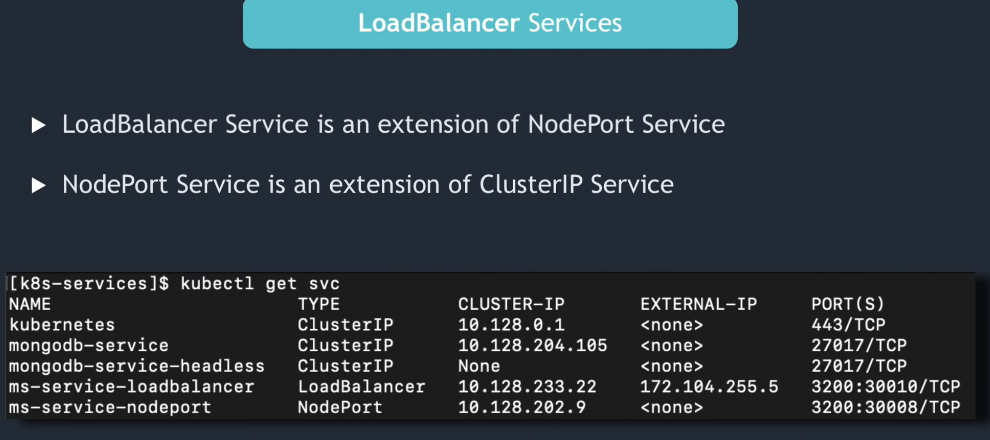 LoadBalancer Services
LoadBalancer Service is an extension of NodePort Service
NodePort Service is an extension of ClusterIP Service
[k8s-services]$ kubectl get svc
NAME TYPE CLUSTER-IP EXTERNAL-IP PORT(S)
kubernetes ClusterIP 10.128.0.1 <none> 443/TCP
mongodb-service ClusterIP 10.128.204.105 <none> 27017/TCP
mongodb-service-headless ClusterIP None <none> 27017/TCP
ms-service-loadbalancer LoadBalancer 10.128.233.22 172.104.255.5 3200:30010/TCP
ms-service-nodeport NodePort 10.128.202.9 <none> 3200:30008/TCP